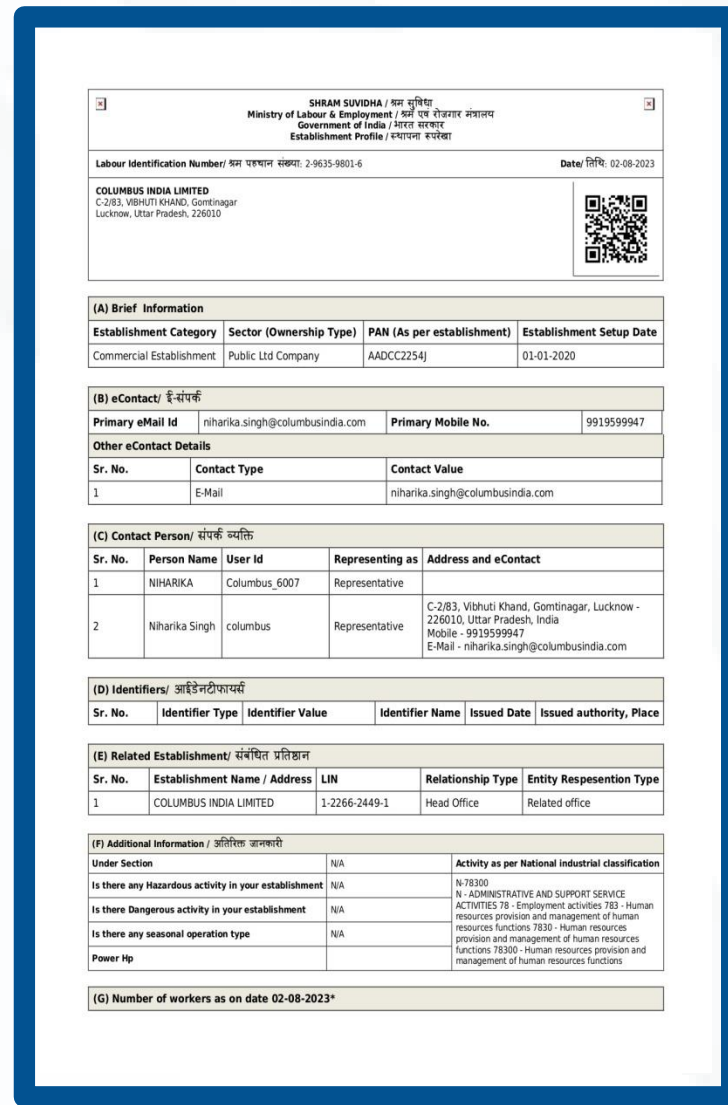 SHRAM SUVIDHA / श्रम सुविधा
Ministry of Labour & Employment / श्रम एवं रोजगार मंत्रालय
Government of India / भारत सरकार
Establishment Profile / स्थापना रूपरेखा
Labour Identification Number/ श्रम पहचान संख्या: 2-9635-9801-6 Date/ तिथि: 02-08-2023
COLUMBUS INDIA LIMITED
C-2/83, VIBHUTI KHAND, Gomtinagar
Lucknow, Uttar Pradesh, 226010
(A) Brief Information
Establishment Category Sector (Ownership Type) PAN (As per establishment) Establishment Setup Date
Commercial Establishment Public Ltd Company AADCC2254J 01-01-2020
(B) eContact/ ई-संपर्क
Primary eMail Id niharika.singh@columbusindia.com Primary Mobile No. 9919599947
Other eContact Details
Sr. No. Contact Type Contact Value
1 E-Mail niharika.singh@columbusindia.com
(C) Contact Person/ संपर्क व्यक्ति
Sr. No. Person Name User Id Representing as Address and eContact
1 NIHARIKA Columbus_6007 Representative
2 Niharika Singh columbus Representative C-2/83, Vibhuti Khand, Gomtinagar, Lucknow -
226010, Uttar Pradesh, India
Mobile - 9919599947
E-Mail - niharika.singh@columbusindia.com
(D) Identifiers/ आईडेनटीफायर्स
Sr. No. Identifier Type Identifier Value Identifier Name Issued Date Issued authority, Place
(E) Related Establishment/ संबंधित प्रतिष्ठान
Sr. No. Establishment Name / Address LIN Relationship Type Entity Respesention Type
1 COLUMBUS INDIA LIMITED 1-2266-2449-1 Head Office Related office
(F) Additional Information / अतिरिक्त जानकारी
Under Section N/A Activity as per National industrial classification
Is there any Hazardous activity in your establishment N/A
Is there Dangerous activity in your establishment N/A
Is there any seasonal operation type N/A
Power Hp
N-78300
N - ADMINISTRATIVE AND SUPPORT SERVICE
ACTIVITIES 78 - Employment activities 783 - Human
resources provision and management of human
resources functions 7830 - Human resources
provision and management of human resources
functions 78300 - Human resources provision and
management of human resources functions
(G) Number of workers as on date 02-08-2023*